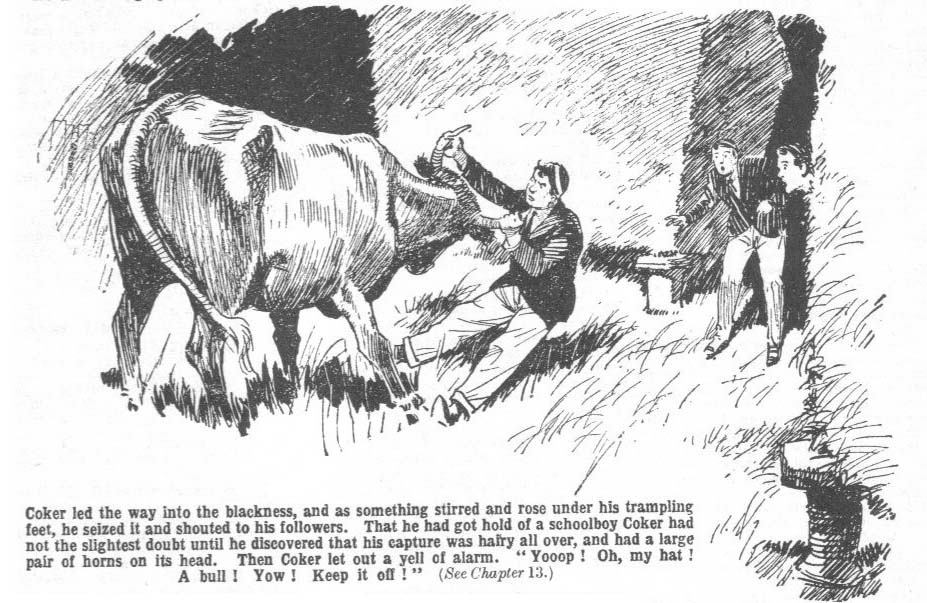 Coker led the way into the blackness, and as something stirred and rose under his trampling
feet, he seized it and shouted to his followers. That he had got hold of a schoolboy Coker had
not the slightest doubt until he discovered that his capture was hairy all over, and had a large
pair of horns on its head. Then Coker let out a yell of alarm. “ Yooop ! Oh, my hat !
A bull ! Yow ! Keep it off ! ” (See Chapter 13.)